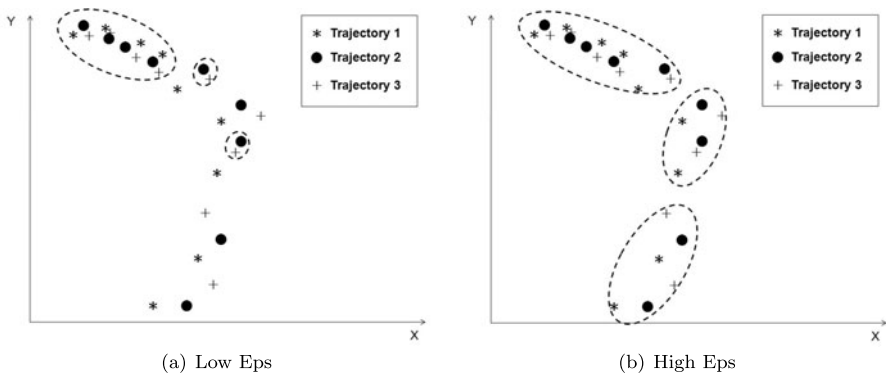 Y
* Trajectory 1
● Trajectory 2
+ Trajectory 3
X
(a) Low Eps
Y
* Trajectory 1
● Trajectory 2
+ Trajectory 3
X
(b) High Eps